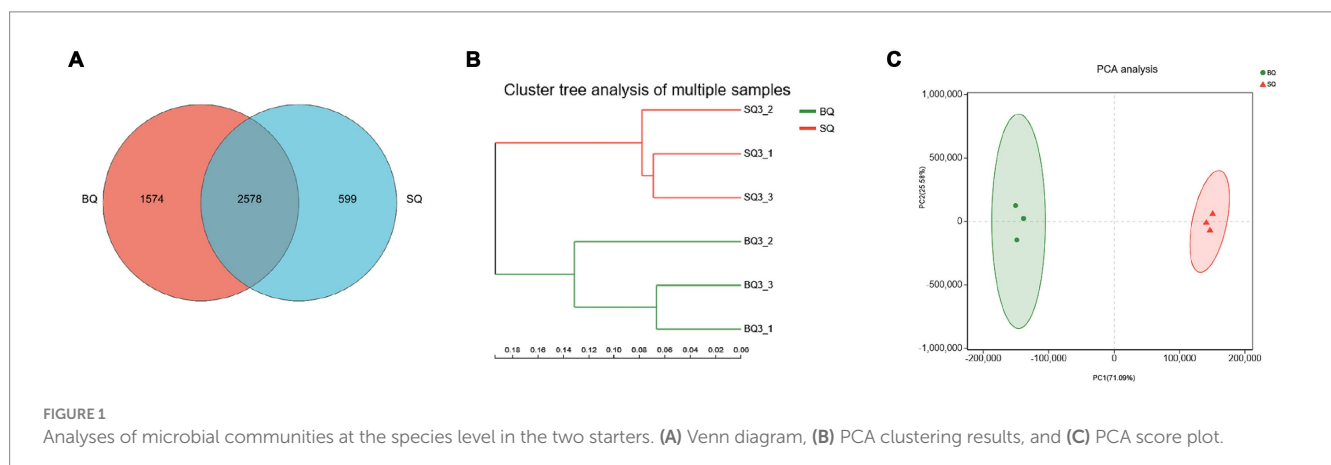 A
BQ
1574
2578
599
SQ
B
Cluster tree analysis of multiple samples
BQ
SQ
SQ3_2
SQ3_1
SQ3_3
BQ3_2
BQ3_3
BQ3_1
0.18 0.16 0.14 0.12 0.10 0.08 0.06 0.04 0.02 0.00
C
PCA analysis
BQ
SQ
1,000,000
500,000
0
-500,000
-1,000,000
PC2(25.58%)
-200,000 -100,000 0 100,000 200,000
PC1(71.09%)
FIGURE 1
Analyses of microbial communities at the species level in the two starters. (A) Venn diagram, (B) PCA clustering results, and (C) PCA score plot.